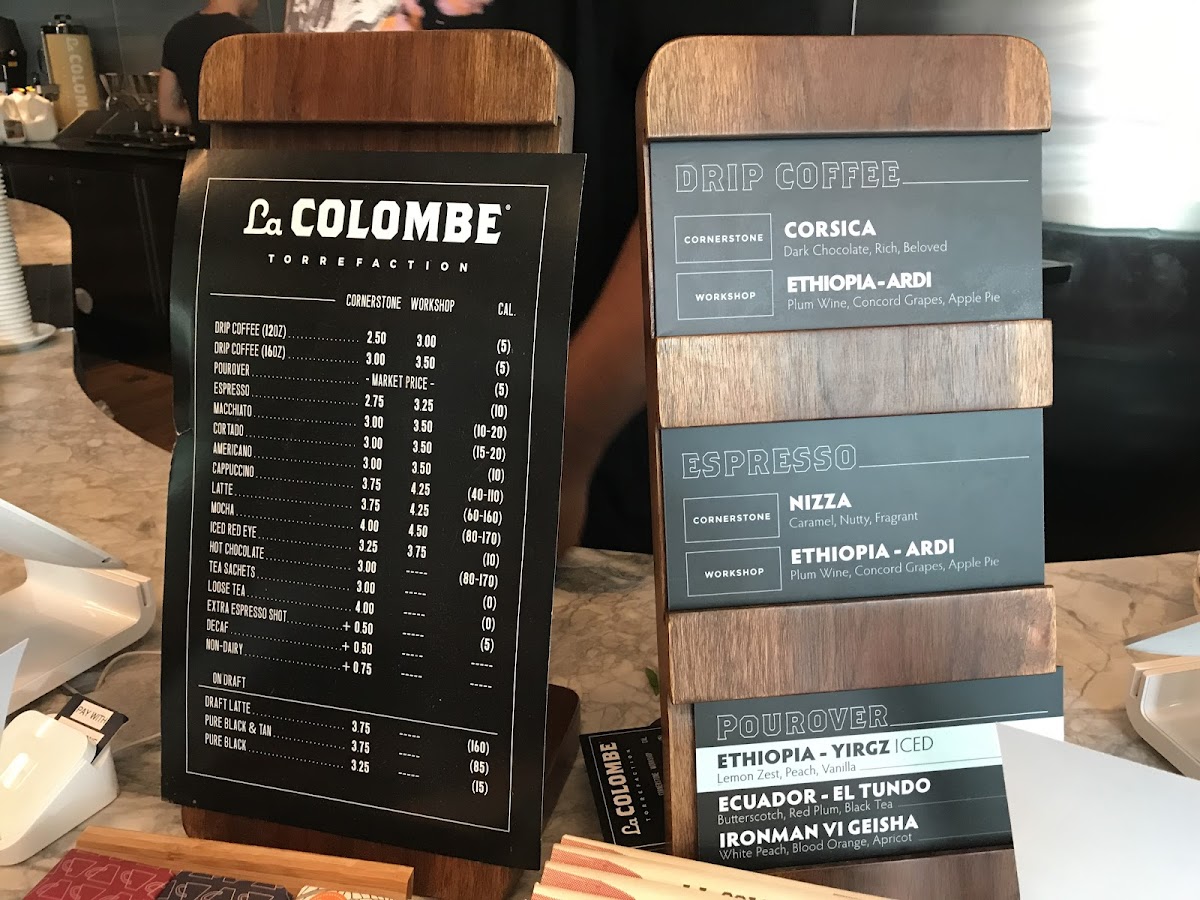 La COLOMBE
TORREFACTION
CORNERSTONE WORKSHOP CAL.
DRIP COFFEE (12OZ) 2.50 3.00 (5)
DRIP COFFEE (16OZ) 3.00 3.50 (5)
POUROVER - MARKET PRICE - (5)
ESPRESSO 2.75 3.25 (10)
MACCHIATO 3.00 3.50 (10-20)
CORTADO 3.00 3.50 (15-20)
AMERICANO 3.00 3.50 (10)
CAPPUCCINO 3.75 4.25 (40-110)
LATTE 3.75 4.25 (60-160)
MOCHA 4.00 4.50 (80-170)
ICED RED EYE 3.25 3.75 (10)
HOT CHOCOLATE 3.00 ----- (80-170)
TEA SACHETS 3.00 ----- (0)
LOOSE TEA 4.00 ----- (0)
EXTRA ESPRESSO SHOT + 0.50 ----- (5)
DECAF + 0.50 ----- -----
NON-DAIRY + 0.75 ----- -----
ON DRAFT
DRAFT LATTE 3.75 ----- (160)
PURE BLACK & TAN 3.75 ----- (85)
PURE BLACK 3.25 ----- (15)
DRIP COFFEE
CORNERSTONE CORSICA
Dark Chocolate, Rich, Beloved
WORKSHOP ETHIOPIA - ARDI
Plum Wine, Concord Grapes, Apple Pie
ESPRESSO
CORNERSTONE NIZZA
Caramel, Nutty, Fragrant
WORKSHOP ETHIOPIA - ARDI
Plum Wine, Concord Grapes, Apple Pie
POUROVER
ETHIOPIA - YIRGZ ICED
Lemon Zest, Peach, Vanilla
ECUADOR - EL TUNDO
Butterscotch, Red Plum, Black Tea
IRONMAN VI GEISHA
White Peach, Blood Orange, Apricot
La COLOMBE
TORREFACTION
PAY WITH
La COLOMB